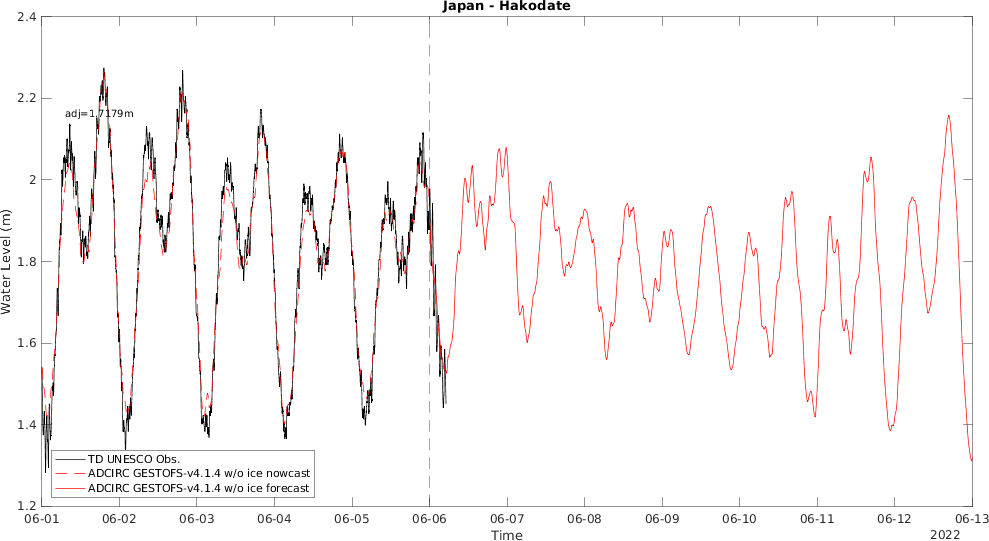 Japan - Hakodate
2.4
2.2
2
1.8
1.6
1.4
1.2
Water Level (m)
adj=1.7179m
TD UNESCO Obs.
ADCIRC GESTOFS-v4.1.4 w/o ice nowcast
ADCIRC GESTOFS-v4.1.4 w/o ice forecast
06-01 06-02 06-03 06-04 06-05 06-06 06-07 06-08 06-09 06-10 06-11 06-12 06-13
Time
2022